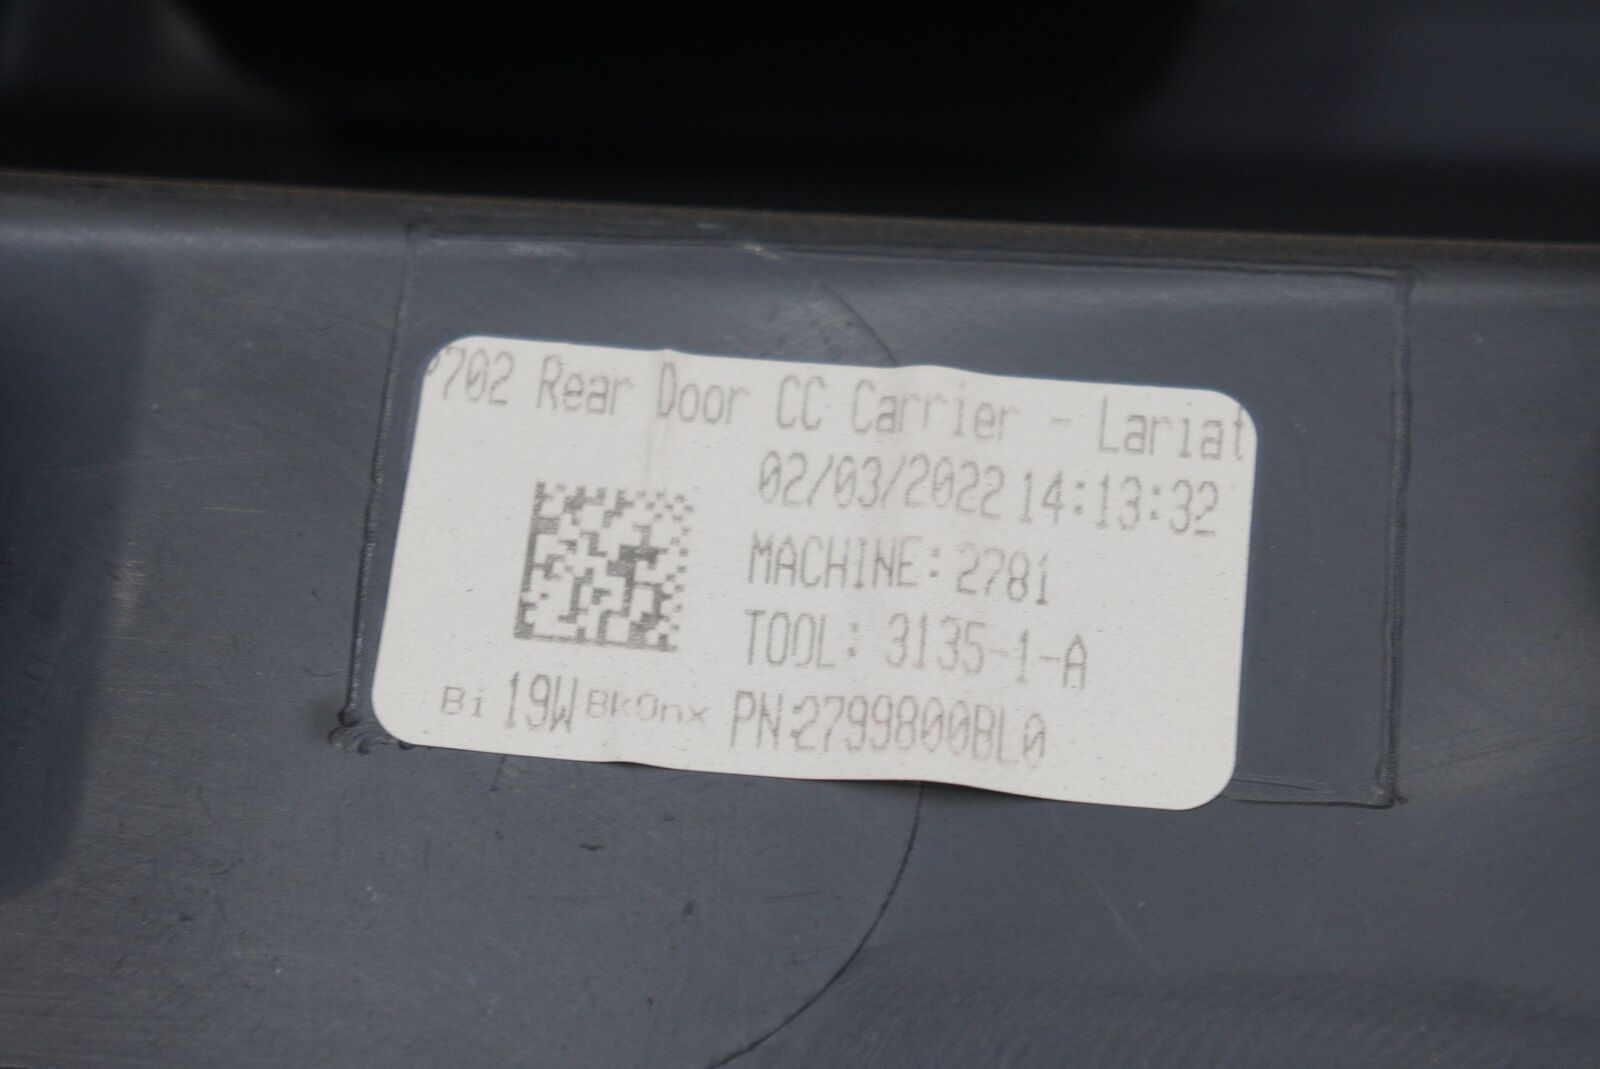 P702 Rear Door CC Carrier - Lariat
02/03/2022 14:13:32
MACHINE: 2781
TOOL: 3135-1-A
Bi 19W BkOnx PN 2799800BL0